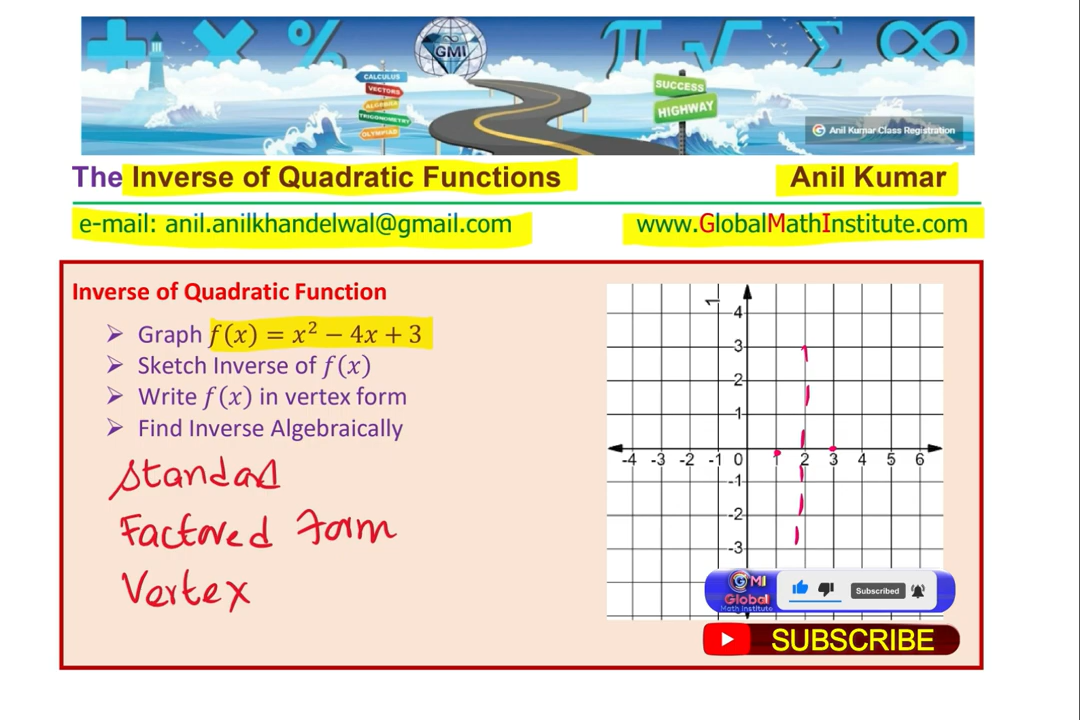 GMI
CALCULUS
VECTORS
ALGEBRA
TRIGONOMETRY
OLYMPIAD
SUCCESS
HIGHWAY
Anil Kumar Class Registration
The Inverse of Quadratic Functions Anil Kumar
e-mail: anil.anilkhandelwal@gmail.com www.GlobalMathInstitute.com
Inverse of Quadratic Function
➢ Graph f(x) = x² − 4x + 3
➢ Sketch Inverse of f(x)
➢ Write f(x) in vertex form
➢ Find Inverse Algebraically
Standad
Factored Form
Vertex
1
4
3
2
1
-4 -3 -2 -1 0 1 2 3 4 5 6
-1
-2
-3
GMI
Global
Math Institute
Subscribed
SUBSCRIBE